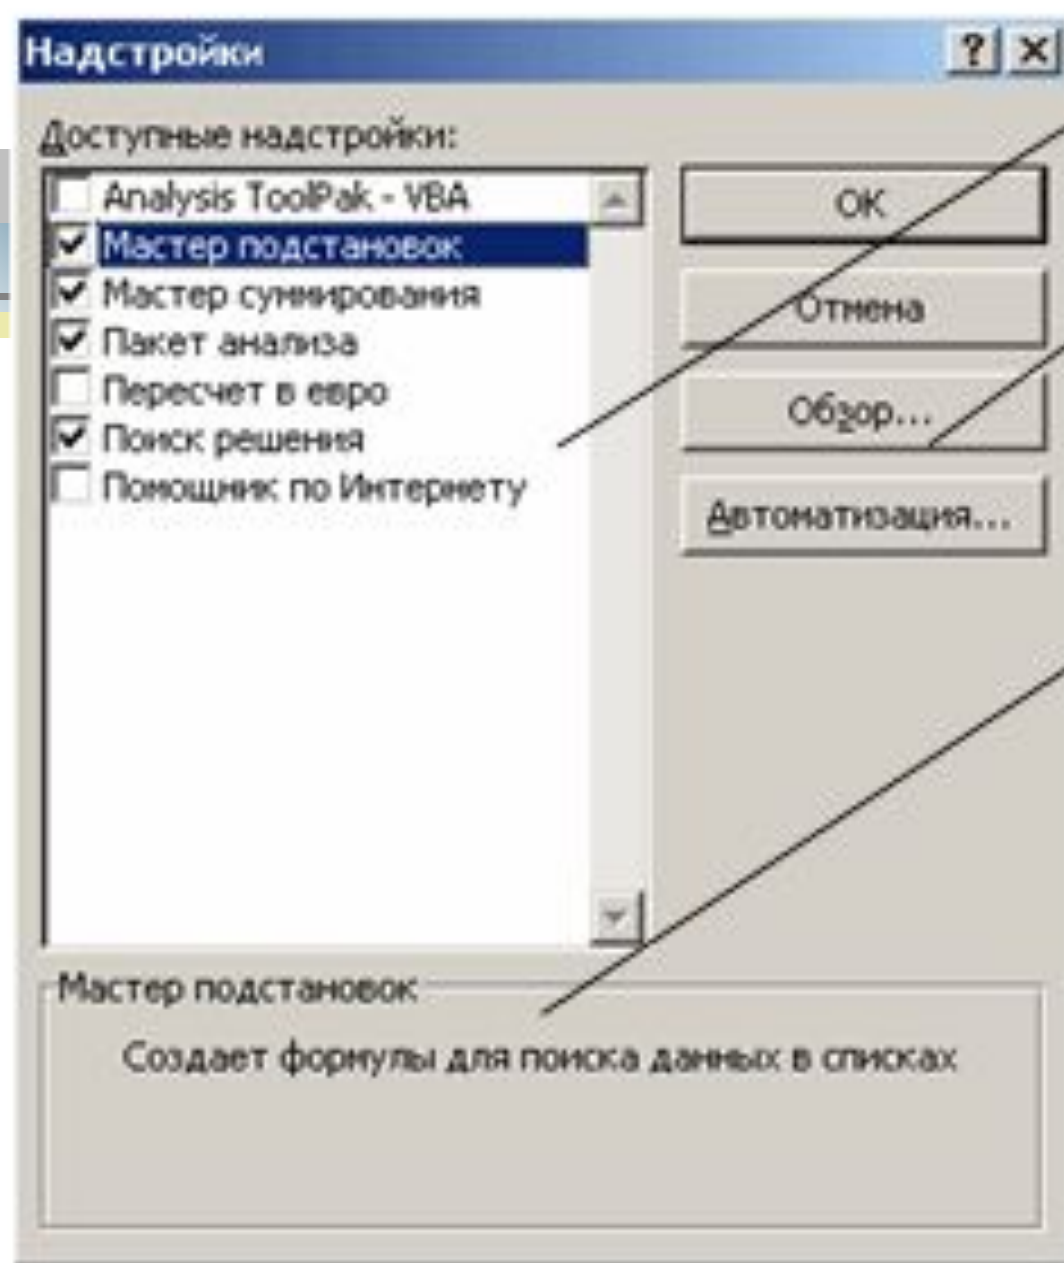 Надстройки
Доступные надстройки:
Analysis ToolPak - VBA
Мастер подстановок
Мастер суммирования
Пакет анализа
Пересчет в евро
Поиск решения
Помощник по Интернету
ОК
Отмена
Обзор...
Автоматизация...
Мастер подстановок
Создает формулы для поиска данных в списках